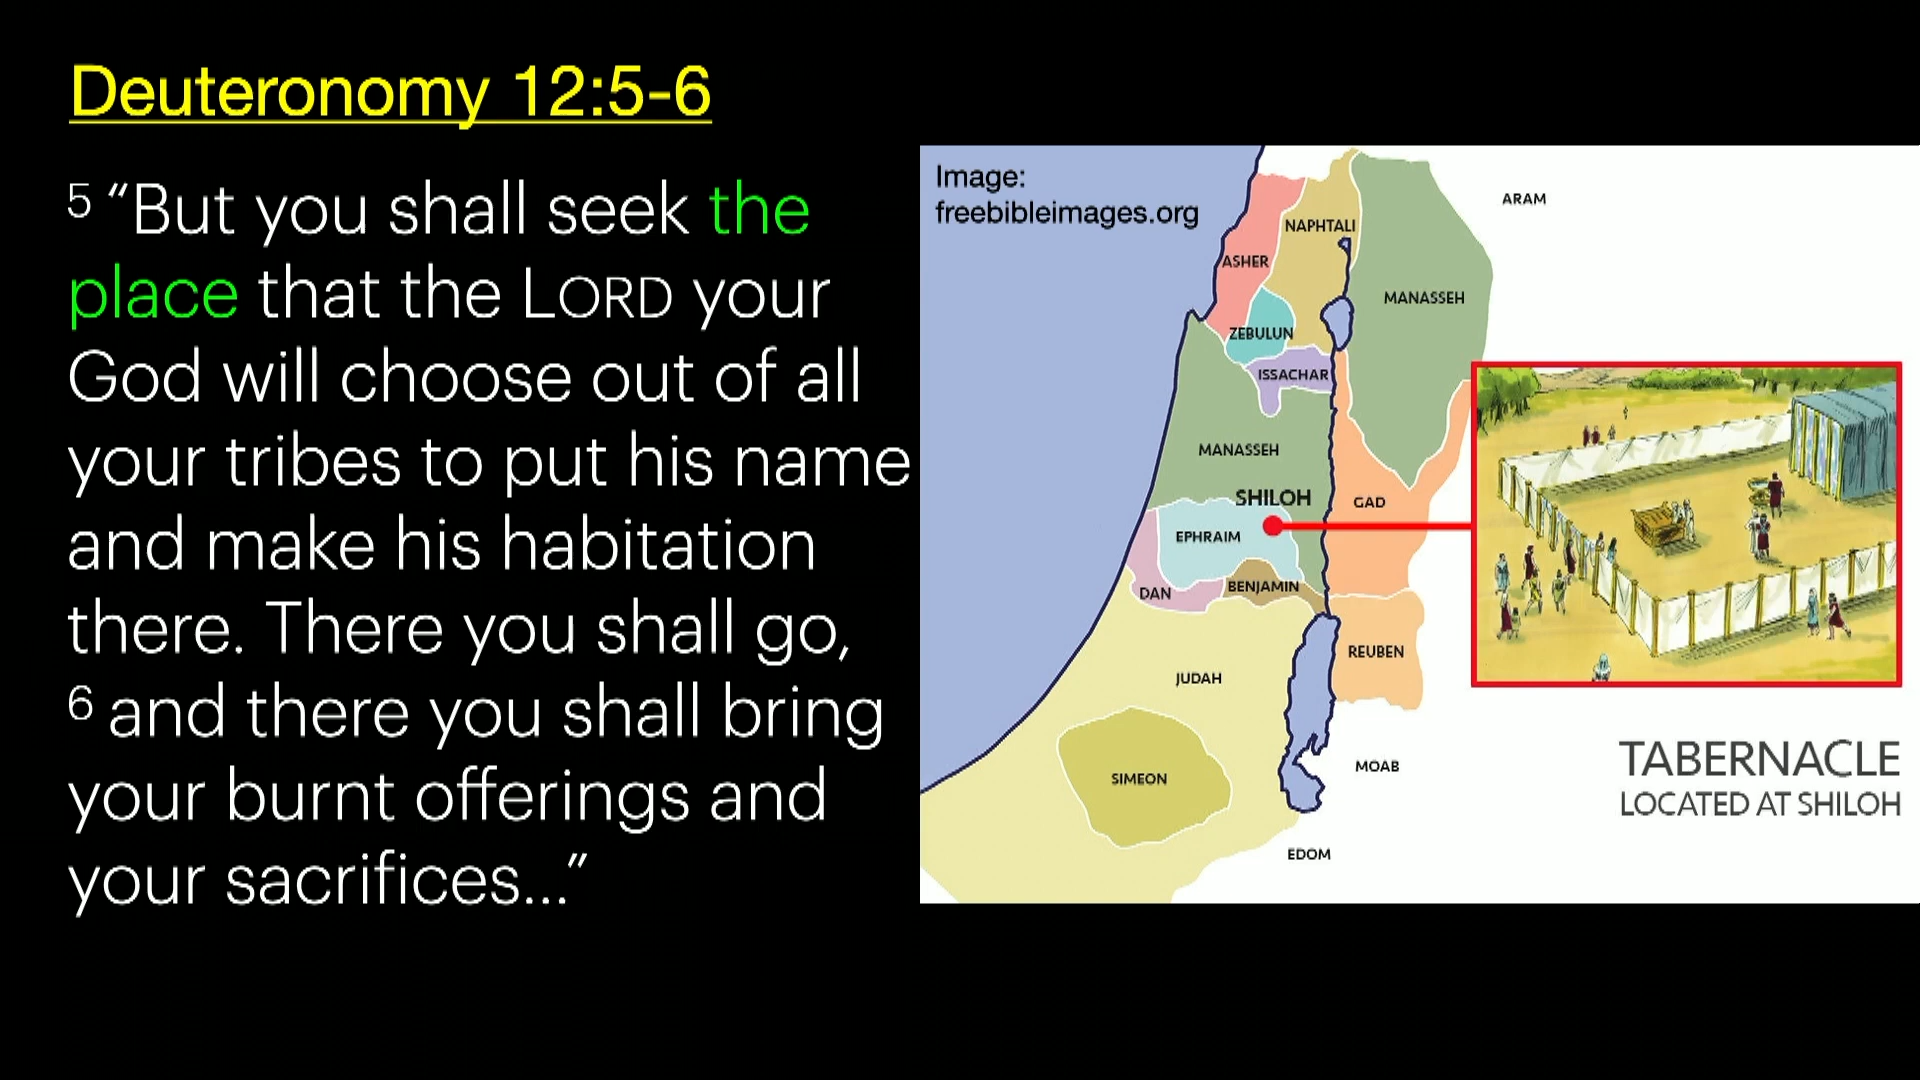 Deuteronomy 12:5-6
5 “But you shall seek the
place that the LORD your
God will choose out of all
your tribes to put his name
and make his habitation
there. There you shall go,
6 and there you shall bring
your burnt offerings and
your sacrifices...”
Image:
freebibleimages.org
ARAM
NAPHTALI
ASHER
MANASSEH
ZEBULUN
ISSACHAR
MANASSEH
SHILOH
GAD
EPHRAIM
BENJAMIN
DAN
REUBEN
JUDAH
MOAB
SIMEON
EDOM
TABERNACLE
LOCATED AT SHILOH